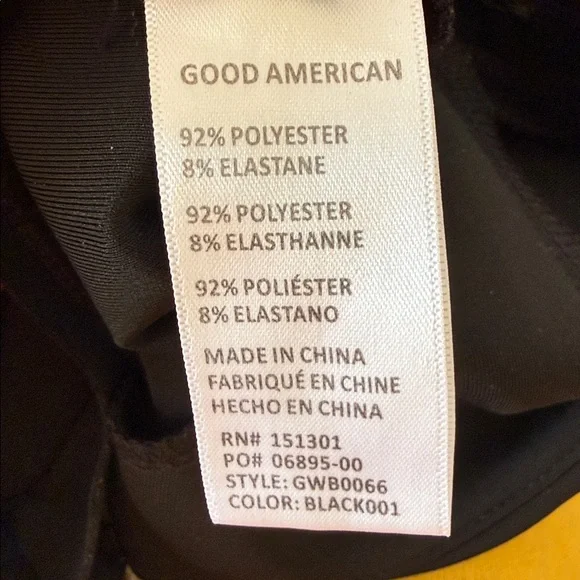 GOOD AMERICAN
92% POLYESTER
8% ELASTANE
92% POLYESTER
8% ELASTHANNE
92% POLIÉSTER
8% ELASTANO
MADE IN CHINA
FABRIQUÉ EN CHINE
HECHO EN CHINA
RN# 151301
PO# 06895-00
STYLE: GWB0066
COLOR: BLACK001